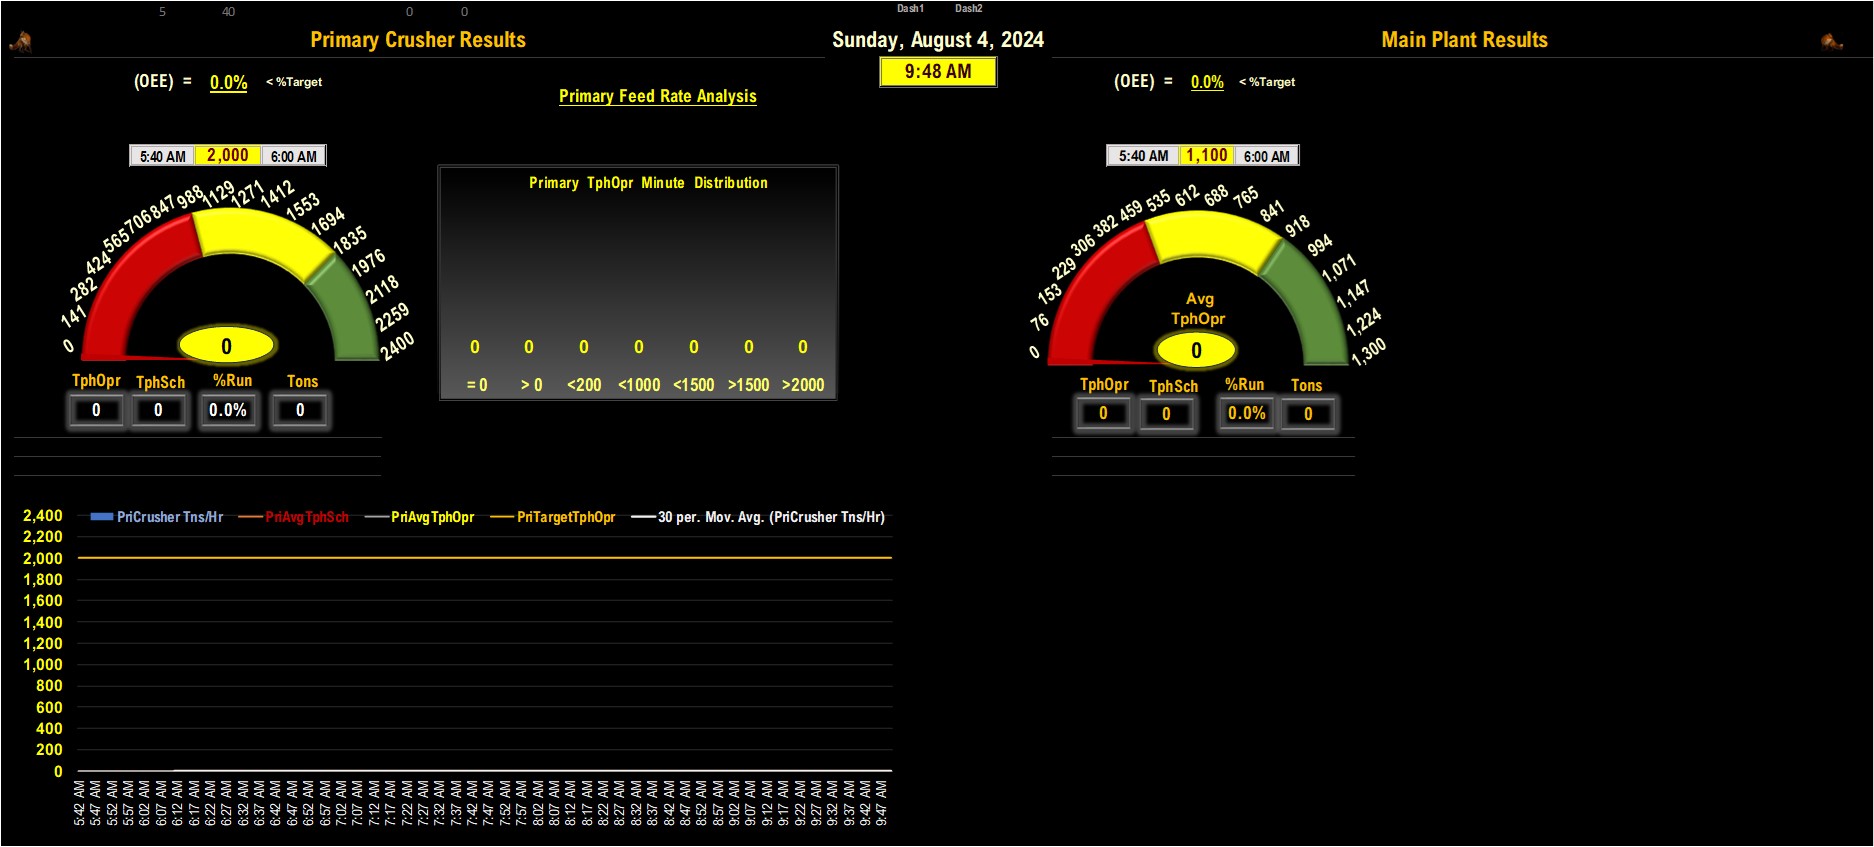 5 40 0 0 Dash1 Dash2
Primary Crusher Results
Sunday, August 4, 2024
Main Plant Results
9:48 AM
(OEE) = 0.0% < %Target
Primary Feed Rate Analysis
(OEE) = 0.0% < %Target
5:40 AM 2,000 6:00 AM
0 141 282 424 565 706 847 988 1129 1271 1412 1553 1694 1835 1976 2118 2259 2400
0
TphOpr TphSch %Run Tons
0 0 0.0% 0
Primary TphOpr Minute Distribution
0 0 0 0 0 0 0
= 0 > 0 <200 <1000 <1500 >1500 >2000
5:40 AM 1,100 6:00 AM
0 76 153 229 306 382 459 535 612 688 765 841 918 994 1,071 1,147 1,224 1,300
Avg
TphOpr
0
TphOpr TphSch %Run Tons
0 0 0.0% 0
PriCrusher Tns/Hr PriAvgTphSch PriAvgTphOpr PriTargetTphOpr 30 per. Mov. Avg. (PriCrusher Tns/Hr)
2,400
2,200
2,000
1,800
1,600
1,400
1,200
1,000
800
600
400
200
0
5:42 AM 5:47 AM 5:52 AM 5:57 AM 6:02 AM 6:07 AM 6:12 AM 6:17 AM 6:22 AM 6:27 AM 6:32 AM 6:37 AM 6:42 AM 6:47 AM 6:52 AM 6:57 AM 7:02 AM 7:07 AM 7:12 AM 7:17 AM 7:22 AM 7:27 AM 7:32 AM 7:37 AM 7:42 AM 7:47 AM 7:52 AM 7:57 AM 8:02 AM 8:07 AM 8:12 AM 8:17 AM 8:22 AM 8:27 AM 8:32 AM 8:37 AM 8:42 AM 8:47 AM 8:52 AM 8:57 AM 9:02 AM 9:07 AM 9:12 AM 9:17 AM 9:22 AM 9:27 AM 9:32 AM 9:37 AM 9:42 AM 9:47 AM